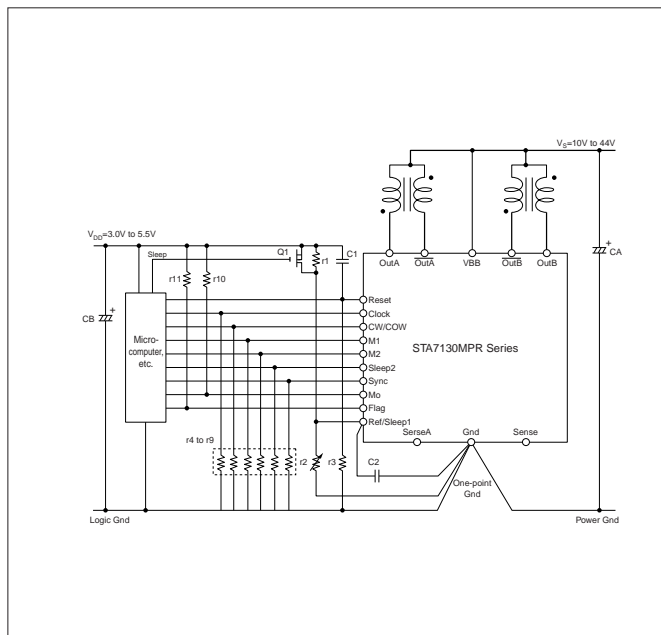 V_S=10V to 44V
CA
+
OutA
O̅u̅t̅A̅
VBB
O̅u̅t̅B̅
OutB
V_DD=3.0V to 5.5V
Sleep
Q1
r1
C1
r11
r10
CB
+
Micro-
computer,
etc.
Reset
Clock
CW/COW
M1
M2
Sleep2
Sync
Mo
Flag
Ref/Sleep1
STA7130MPR Series
SerseA
Gnd
Sense
r4 to r9
r2
r3
C2
One-point
Gnd
Logic Gnd
Power Gnd